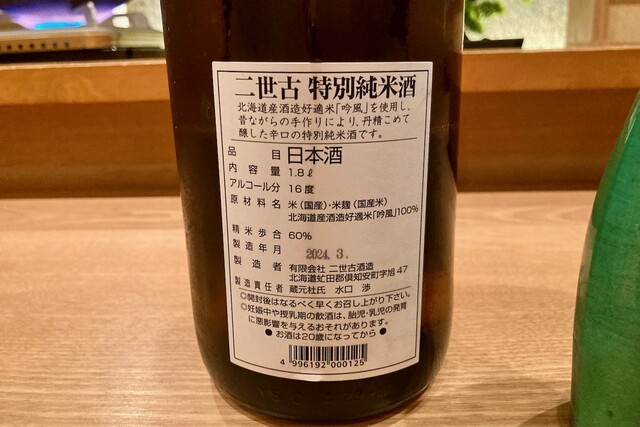 二世古 特別純米酒
北海道産酒造好適米「吟風」を使用し、
昔ながらの手作りにより、丹精こめて
醸した辛口の特別純米酒です。
品 目 日本酒
内容量 1.8ℓ
アルコール分 16度
原材料名 米(国産)・米麹(国産米)
北海道産酒造好適米「吟風」100%
精米歩合 60%
製造年月 2024.3.
製造者 有限会社 二世古酒造
北海道虻田郡倶知安町字旭47
製造責任者 蔵元杜氏 水口 渉
○開封後はなるべく早くお召し上がり下さい。
○妊娠中や授乳期の飲酒は、胎児・乳児の発育
に悪影響を与えるおそれがあります。
●お酒は20歳になってから●
4 996192 000125